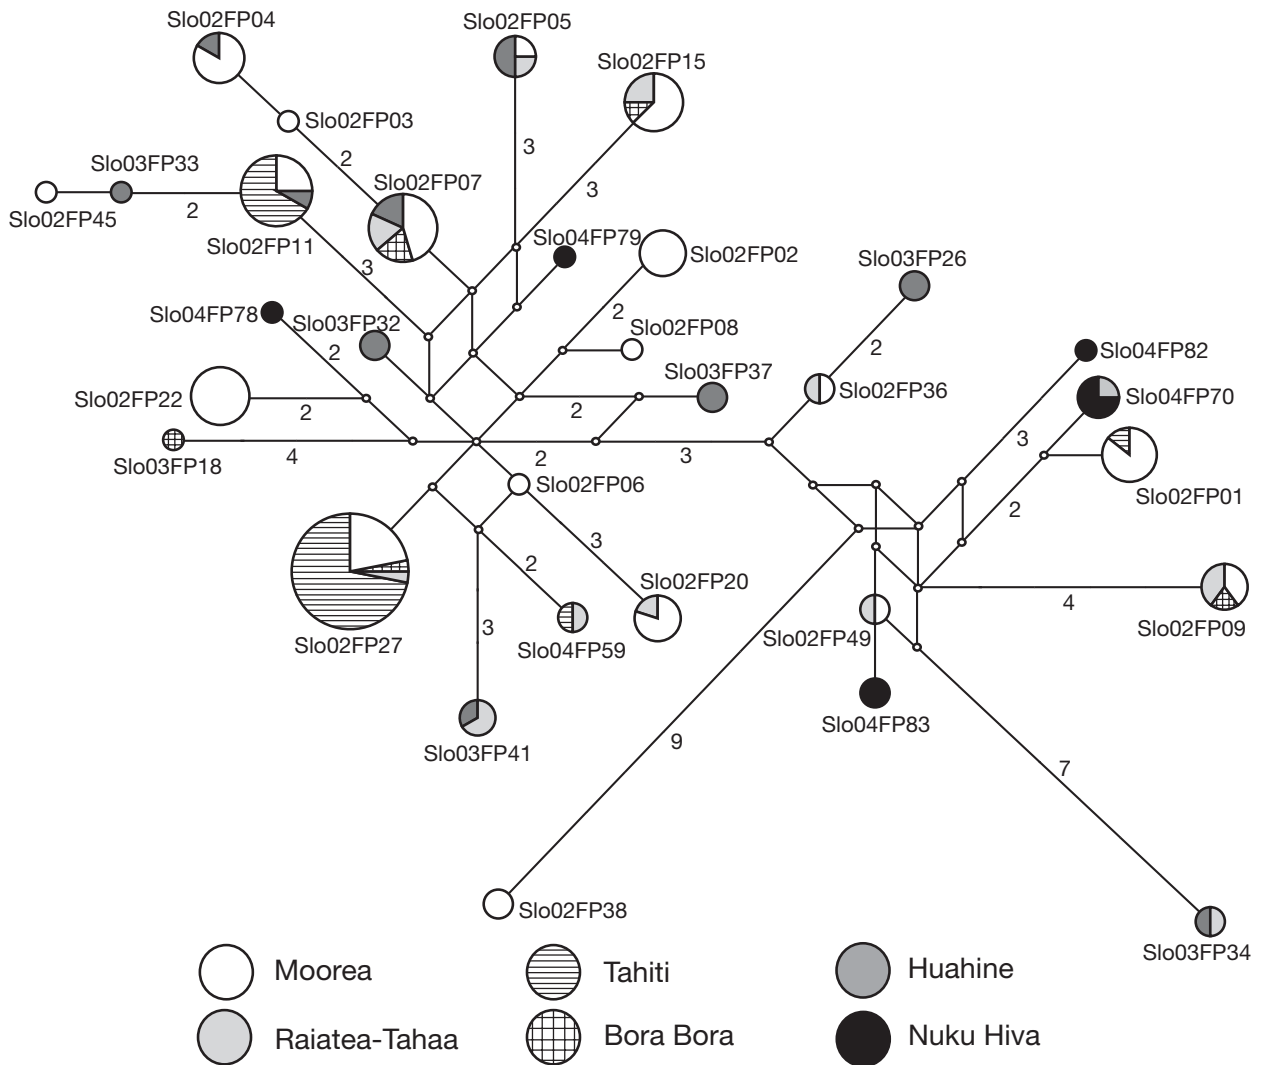 Slo02FP04
Slo02FP05
Slo02FP15
Slo02FP03
3
2
Slo03FP33
Slo02FP07
3
Slo02FP45
2
Slo02FP11
Slo04FP79
Slo02FP02
Slo03FP26
3
Slo04FP78
Slo03FP32
2
Slo02FP08
2
2
Slo04FP82
Slo03FP37
Slo02FP36
Slo04FP70
Slo02FP22
2
2
3
Slo03FP18
4
2
3
Slo02FP01
Slo02FP06
2
3
2
Slo02FP20
4
Slo02FP27
3
Slo04FP59
Slo02FP49
Slo02FP09
Slo03FP41
Slo04FP83
9
7
Slo02FP38
Slo03FP34
Moorea
Tahiti
Huahine
Raiatea-Tahaa
Bora Bora
Nuku Hiva